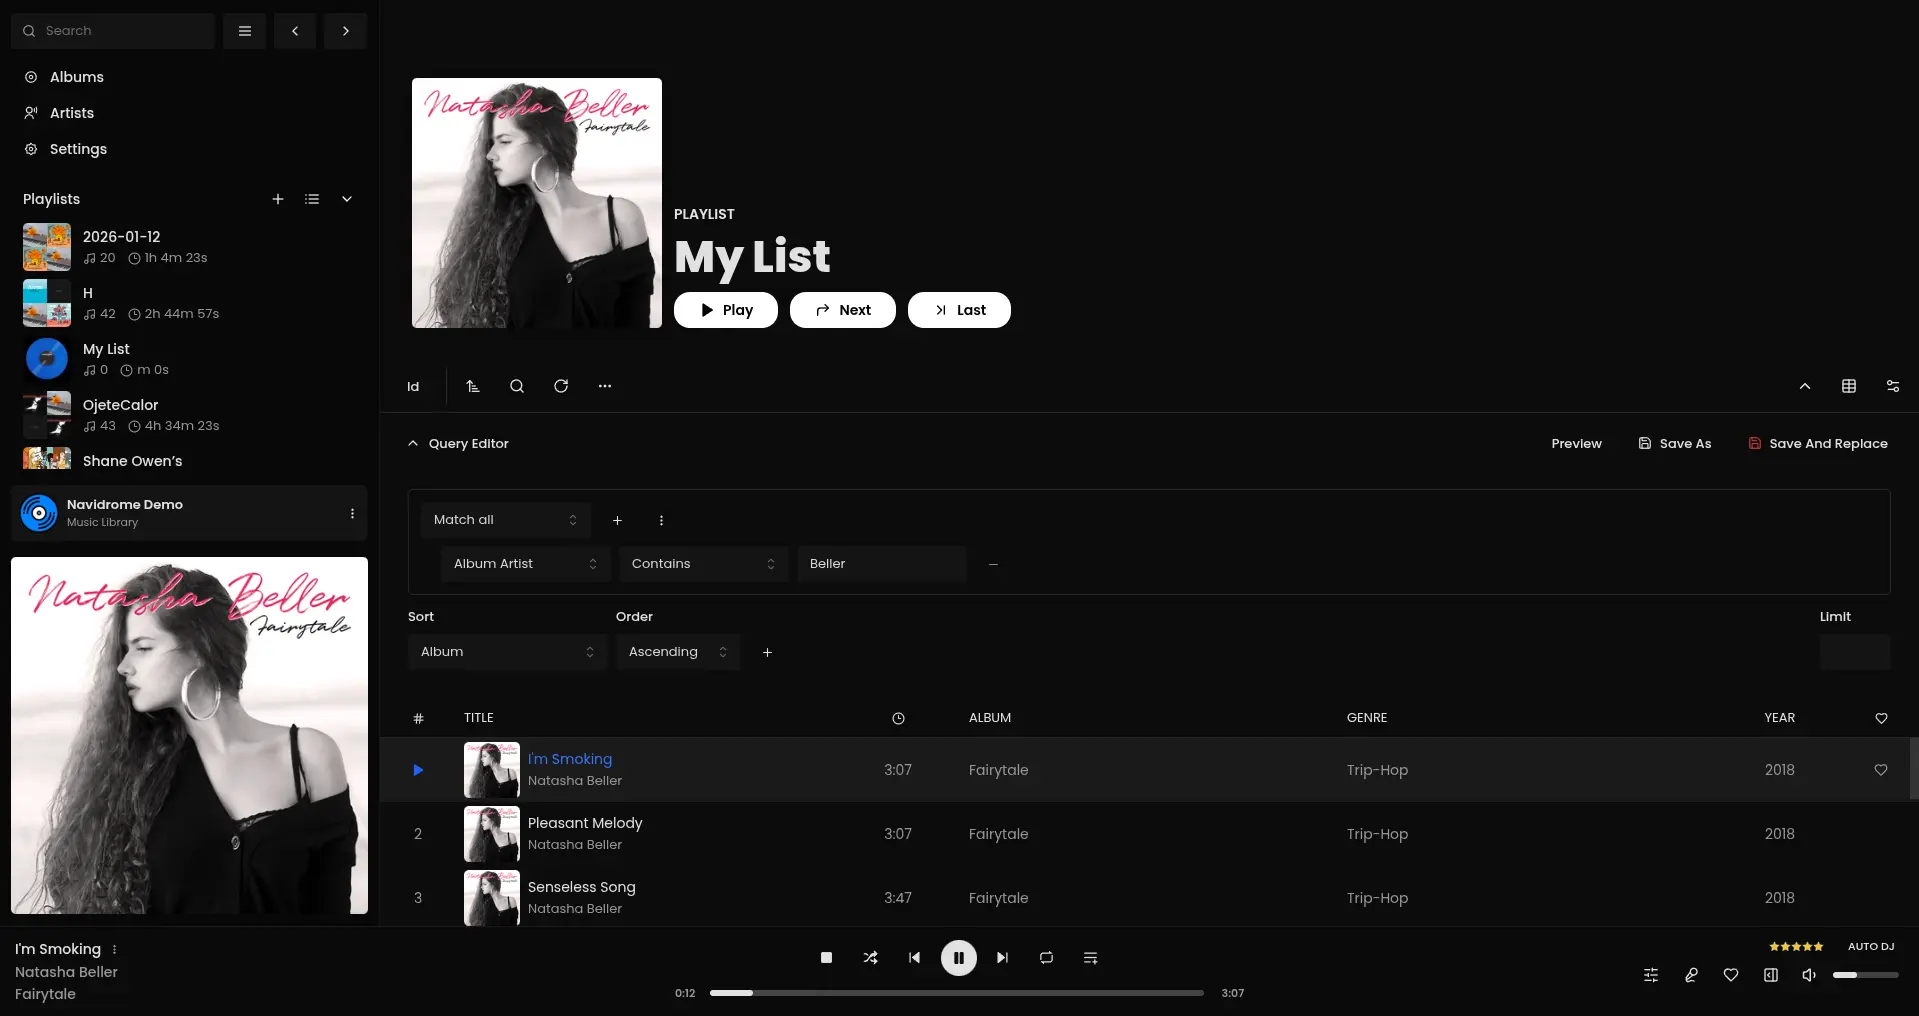 Search
Albums
Artists
Settings
Playlists
2026-01-12
20 1h 4m 23s
H
42 2h 44m 57s
My List
0 m 0s
OjeteCalor
43 4h 34m 23s
Shane Owen’s
Navidrome Demo
Music Library
Natasha Beller
Fairytale
I'm Smoking
Natasha Beller
Fairytale
Natasha Beller
Fairytale
PLAYLIST
My List
Play Next Last
Id
Query Editor
Preview Save As Save And Replace
Match all
Album Artist Contains Beller
Sort Order Limit
Album Ascending
# TITLE ALBUM GENRE YEAR
I'm Smoking
Natasha Beller
3:07 Fairytale Trip-Hop 2018
2 Pleasant Melody
Natasha Beller
3:07 Fairytale Trip-Hop 2018
3 Senseless Song
Natasha Beller
3:47 Fairytale Trip-Hop 2018
0:12 3:07
AUTO DJ